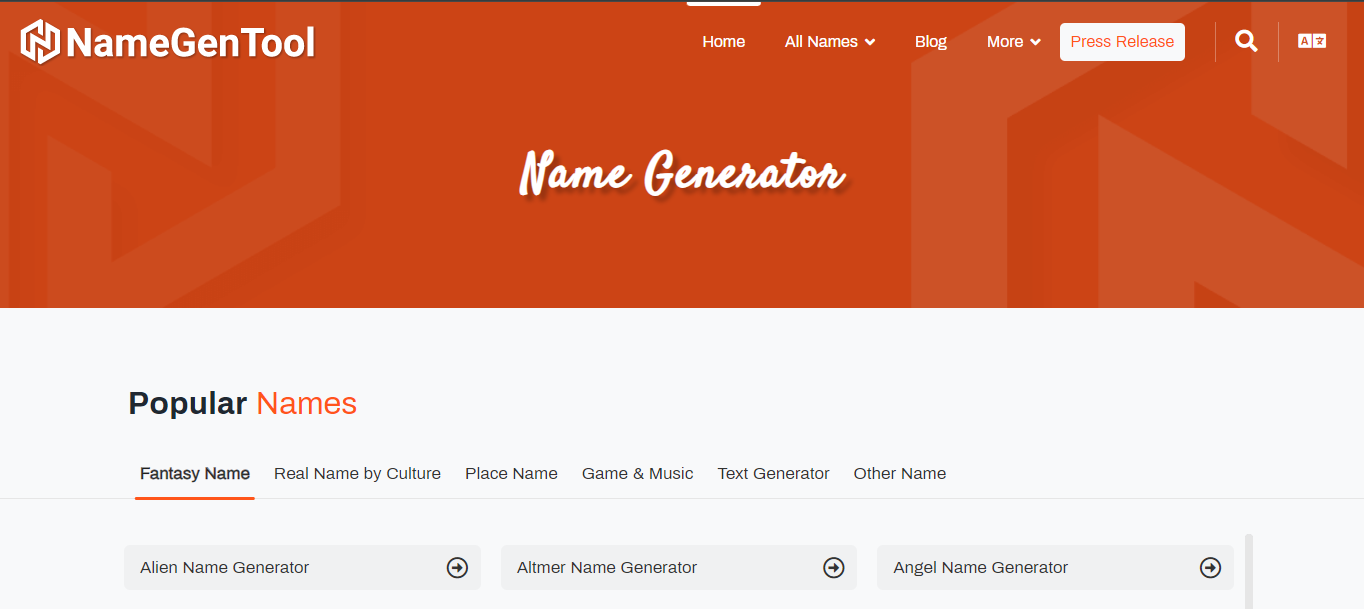 NameGenTool
Home All Names Blog More Press Release
A 文
Name Generator
Popular Names
Fantasy Name Real Name by Culture Place Name Game & Music Text Generator Other Name
Alien Name Generator Altmer Name Generator Angel Name Generator